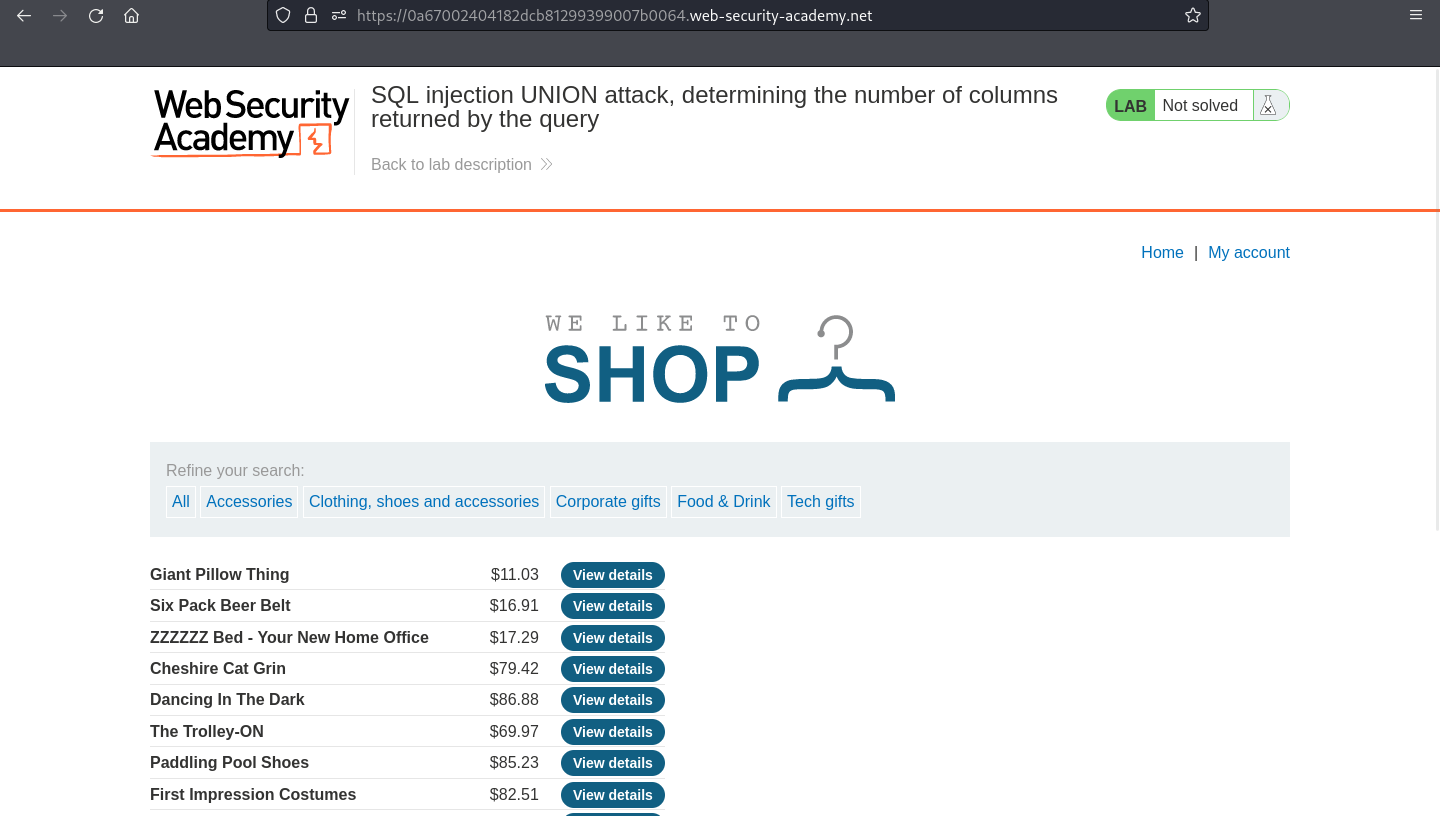 https://0a67002404182dcb81299399007b0064.web-security-academy.net
Web Security
Academy
SQL injection UNION attack, determining the number of columns
returned by the query
Back to lab description
LAB Not solved
Home | My account
WE LIKE TO
SHOP
Refine your search:
All Accessories Clothing, shoes and accessories Corporate gifts Food & Drink Tech gifts
Giant Pillow Thing $11.03 View details
Six Pack Beer Belt $16.91 View details
ZZZZZZ Bed - Your New Home Office $17.29 View details
Cheshire Cat Grin $79.42 View details
Dancing In The Dark $86.88 View details
The Trolley-ON $69.97 View details
Paddling Pool Shoes $85.23 View details
First Impression Costumes $82.51 View details